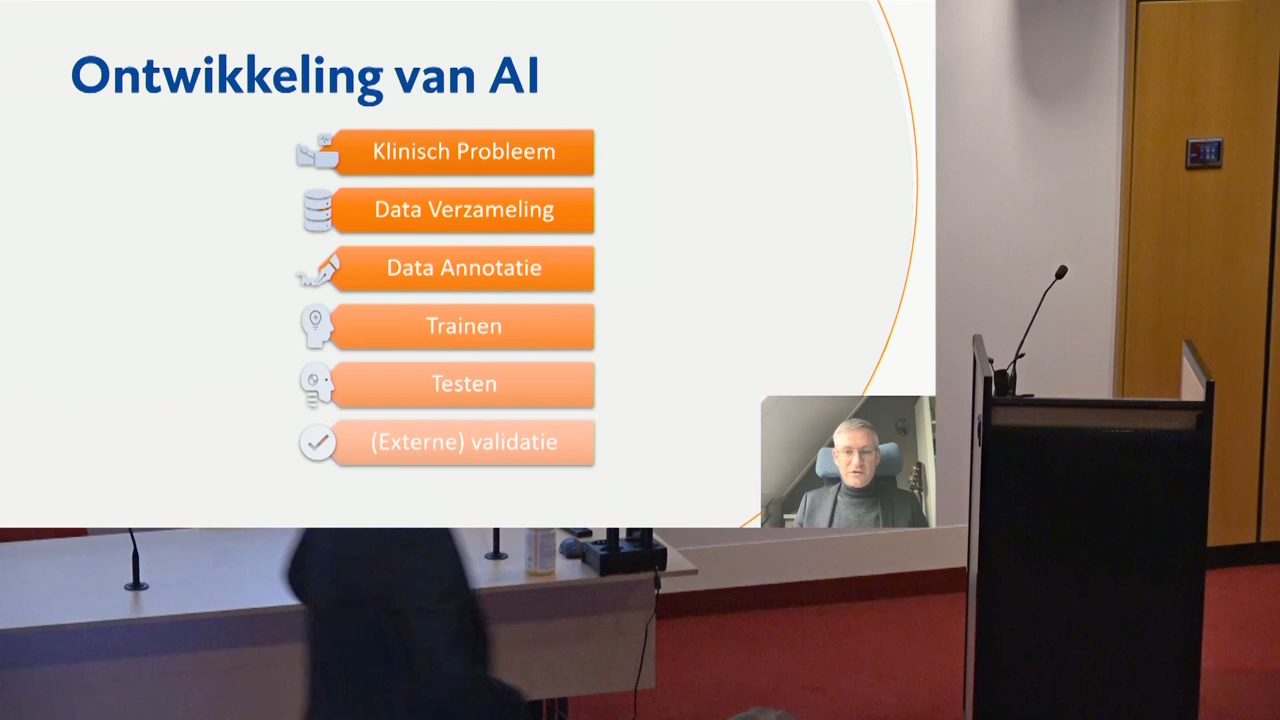 Ontwikkeling van AI
Klinisch Probleem
Data Verzameling
Data Annotatie
Trainen
Testen
(Externe) validatie